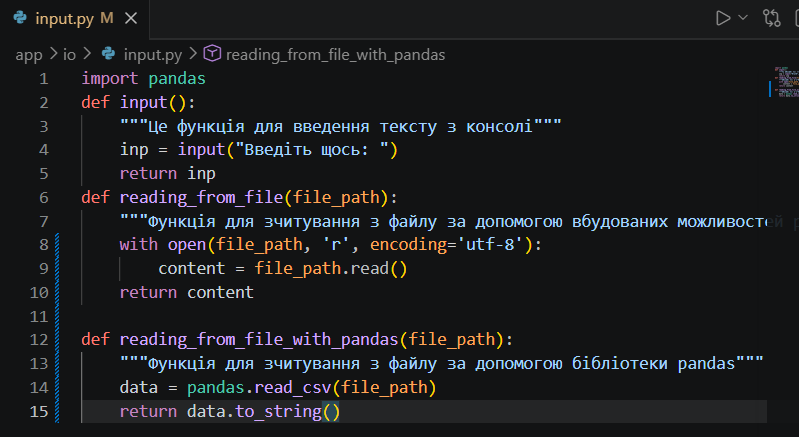 input.py M
app > io > input.py > reading_from_file_with_pandas
1 import pandas
2 def input():
3     """Це функція для введення тексту з консолі"""
4     inp = input("Введіть щось: ")
5     return inp
6 def reading_from_file(file_path):
7     """Функція для зчитування з файлу за допомогою вбудованих можливостей
8     with open(file_path, 'r', encoding='utf-8'):
9         content = file_path.read()
10     return content
11
12 def reading_from_file_with_pandas(file_path):
13     """Функція для зчитування з файлу за допомогою бібліотеки pandas"""
14     data = pandas.read_csv(file_path)
15     return data.to_string()